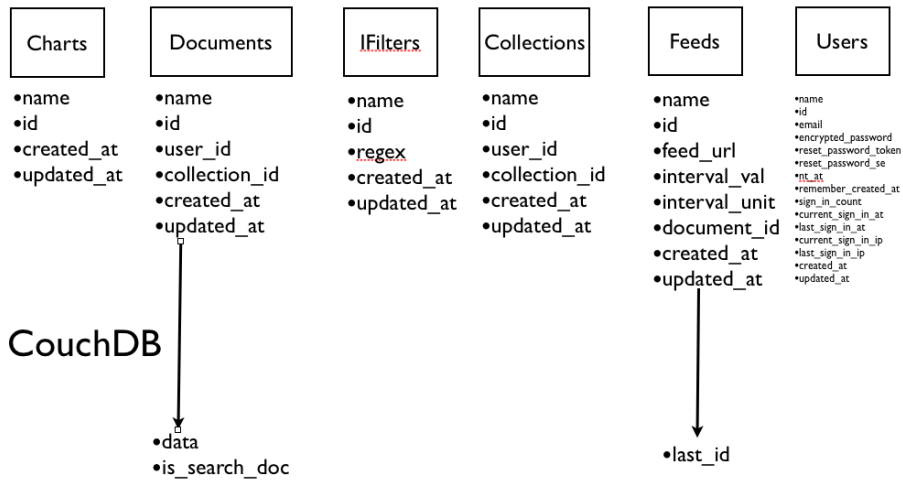 Charts
•name
•id
•created_at
•updated_at
Documents
•name
•id
•user_id
•collection_id
•created_at
•updated_at
IFilters
•name
•id
•regex
•created_at
•updated_at
Collections
•name
•id
•user_id
•collection_id
•created_at
•updated_at
Feeds
•name
•id
•feed_url
•interval_val
•interval_unit
•document_id
•created_at
•updated_at
Users
•name
•id
•email
•encrypted_password
•reset_password_token
•reset_password_se
•nt_at
•remember_created_at
•sign_in_count
•current_sign_in_at
•last_sign_in_at
•current_sign_in_ip
•last_sign_in_ip
•created_at
•updated_at
CouchDB
•data
•is_search_doc
•last_id